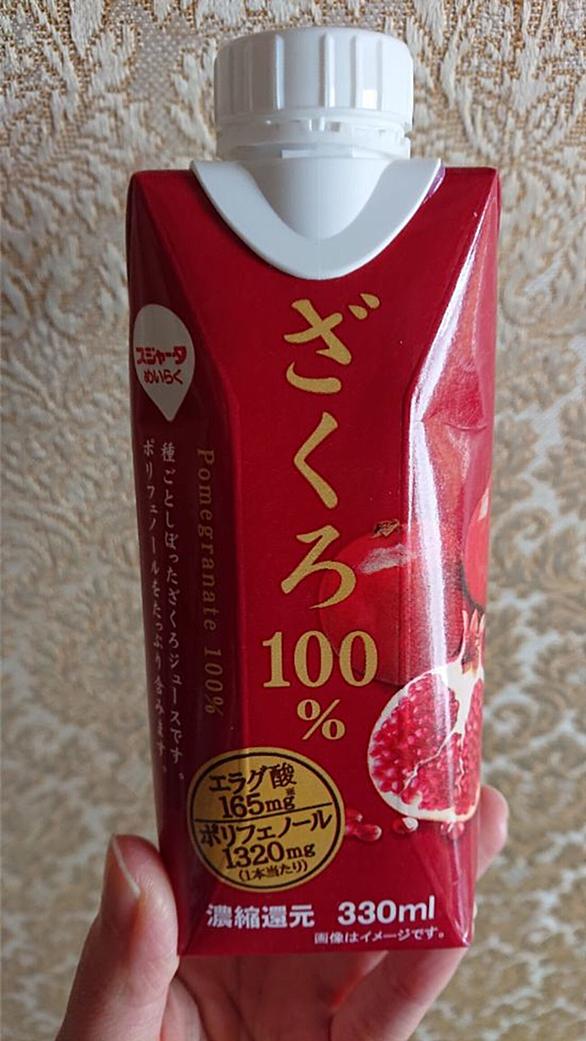 スジャータ
めいらく
ざくろ
100
%
Pomegranate 100%
種ごとしぼったざくろジュースです。
ポリフェノールをたっぷり含みます。
エラグ酸
165mg※
ポリフェノール
1320mg
(1本当たり)
濃縮還元 330ml
画像はイメージです。